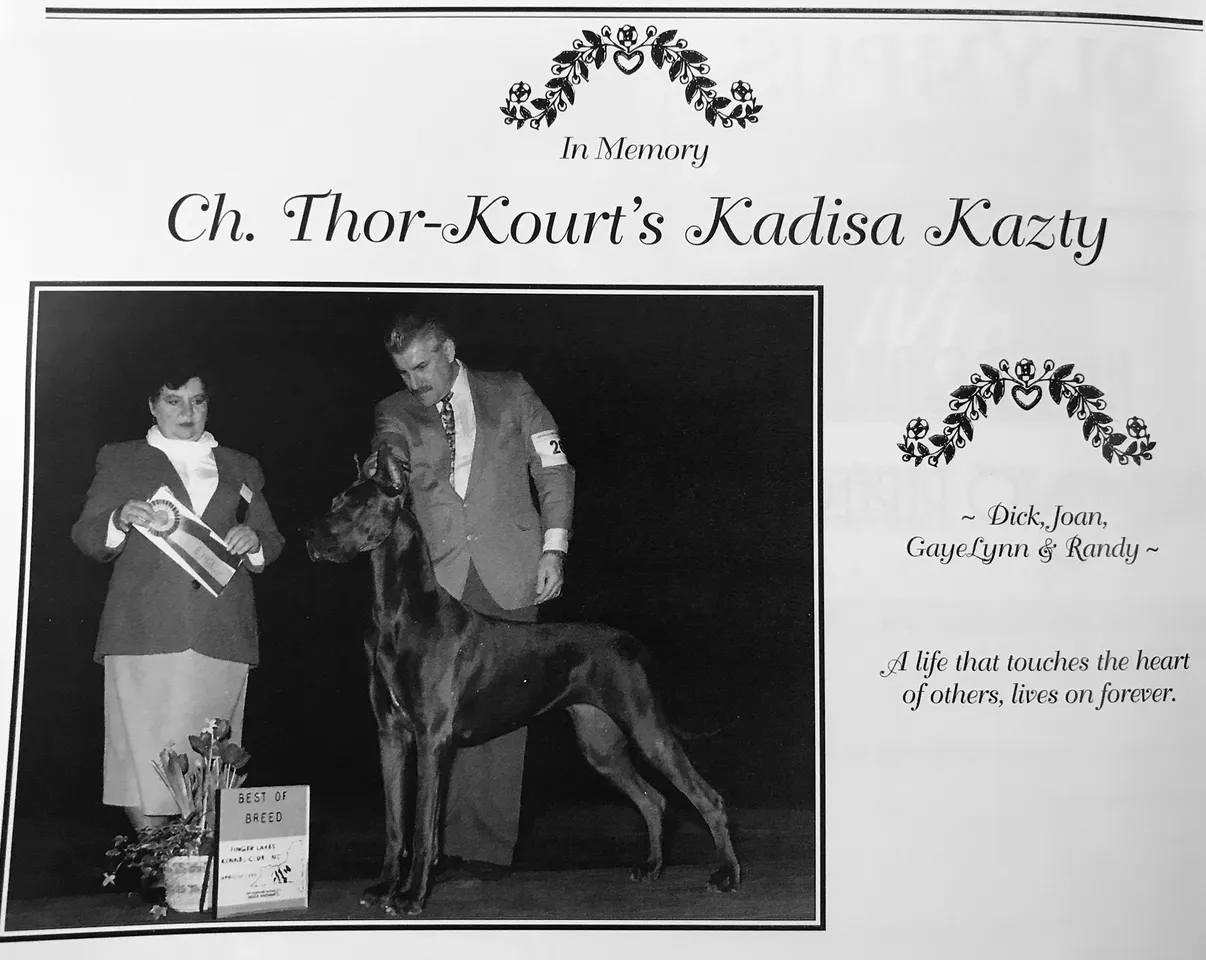 In Memory
Ch. Thor-Kourt's Kadisa Kazty
BEST OF
BREED
FINGER LAKES
KENNEL CLUB INC
~ Dick, Joan,
GayeLynn & Randy ~
A life that touches the heart
of others, lives on forever.